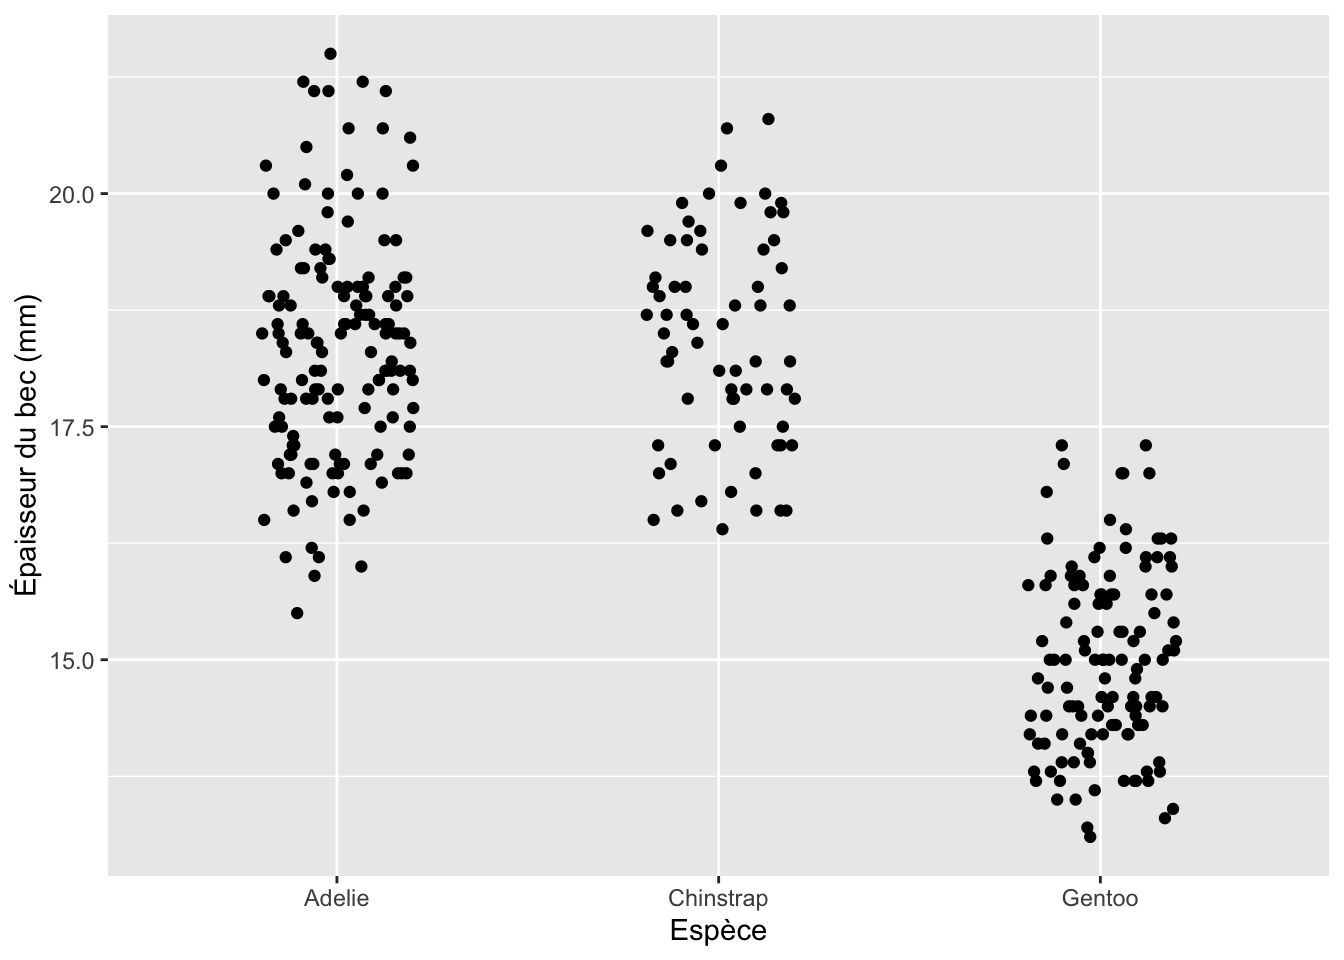 Épaisseur du bec (mm)
20.0
17.5
15.0
Adelie
Chinstrap
Gentoo
Espèce